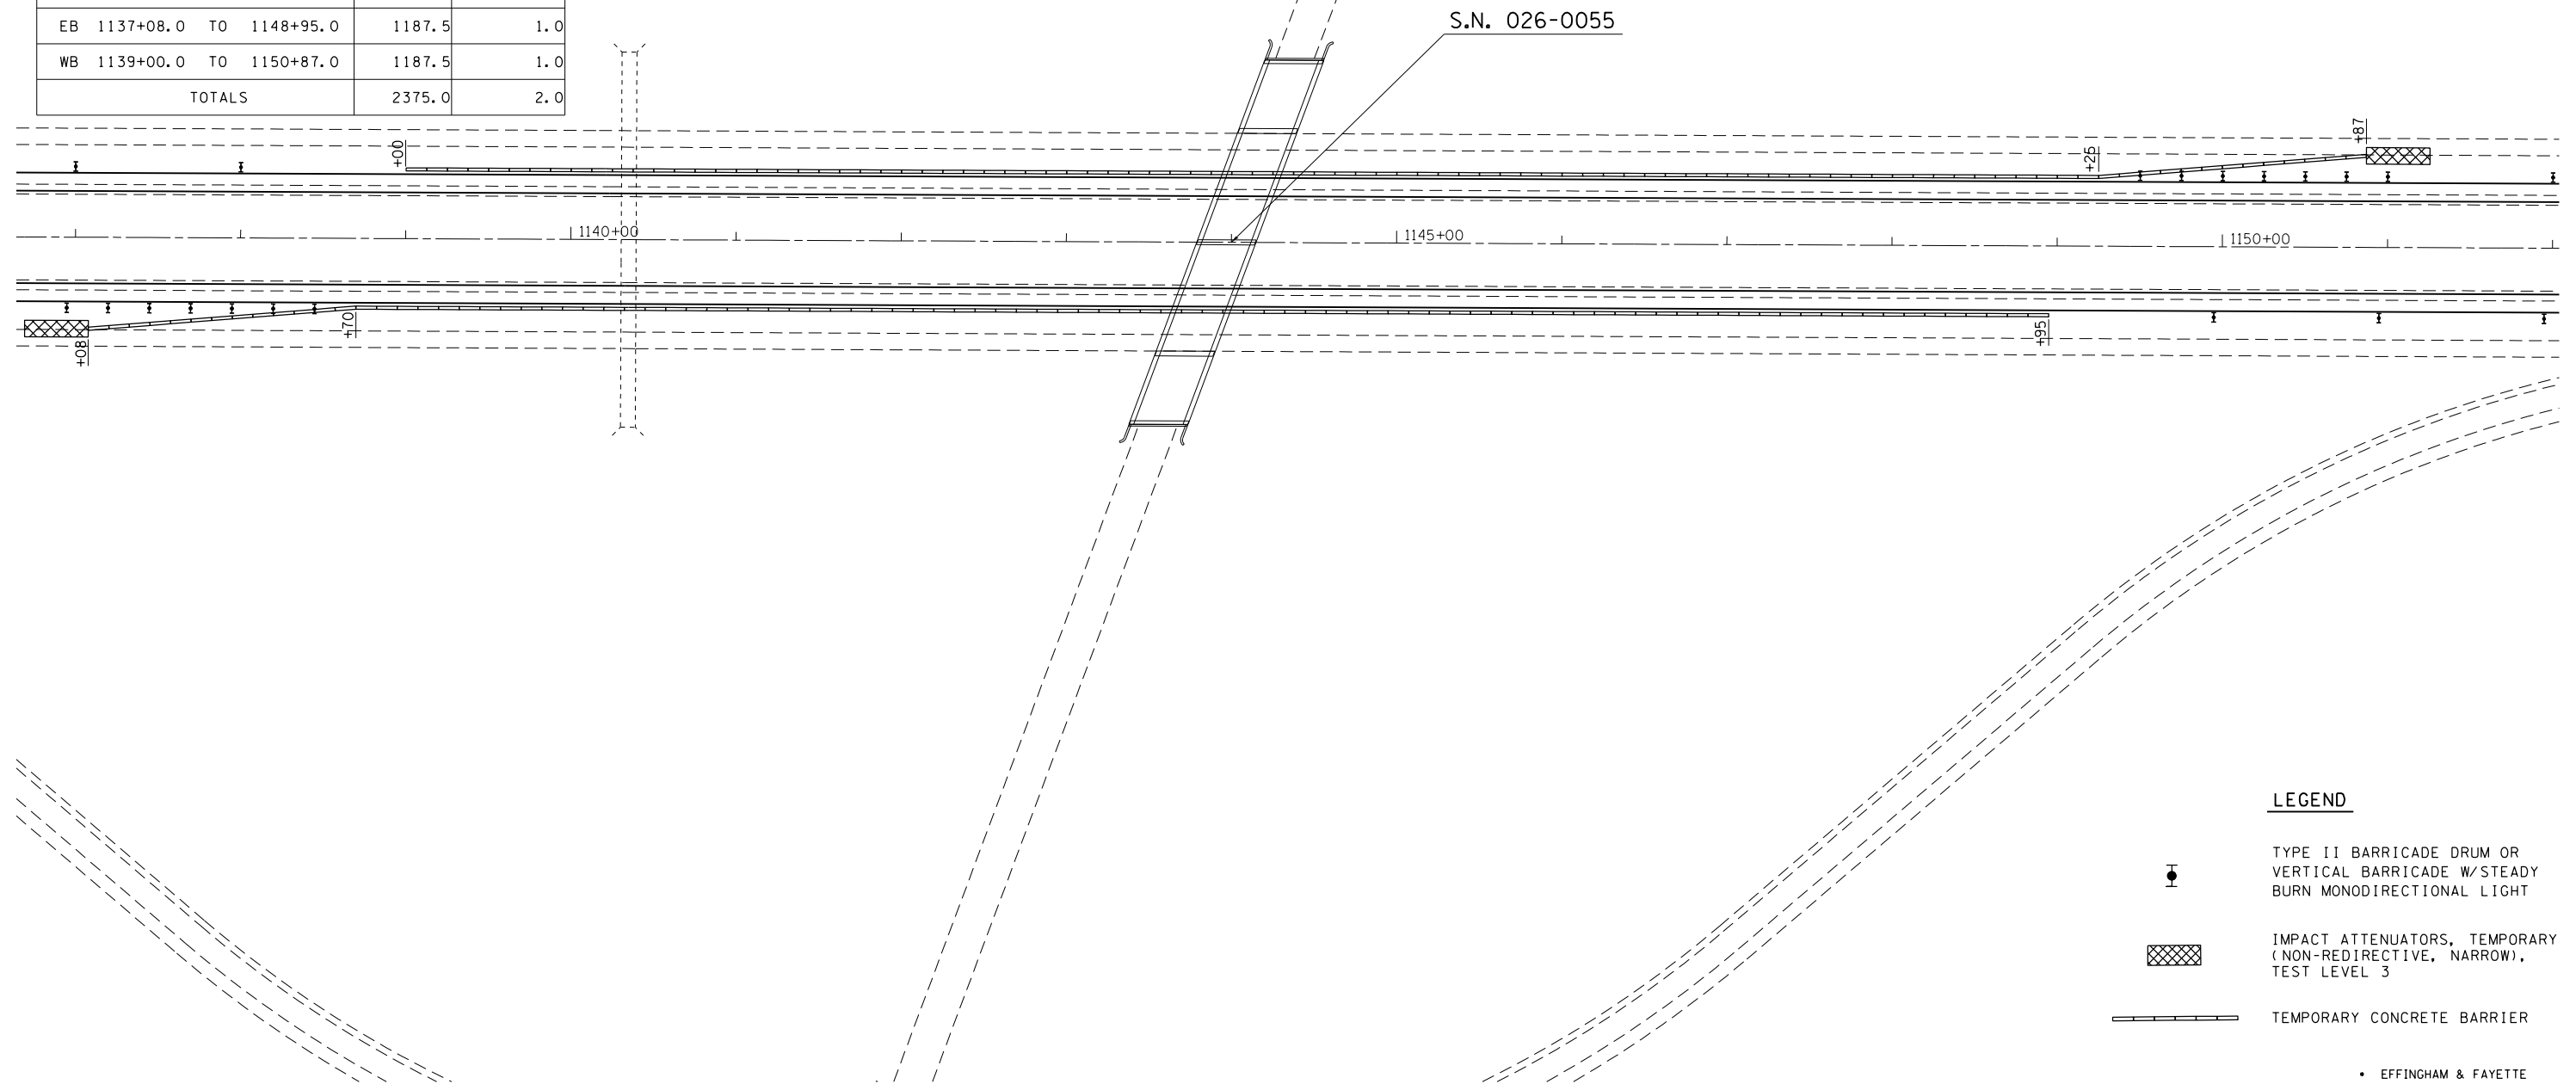 EB 1137+08.0 TO 1148+95.0 1187.5 1.0
WB 1139+00.0 TO 1150+87.0 1187.5 1.0
TOTALS 2375.0 2.0
S.N. 026-0055
+00
+25
+87
1140+00
1145+00
1150+00
+08
+70
+95
LEGEND
TYPE II BARRICADE DRUM OR
VERTICAL BARRICADE W/STEADY
BURN MONODIRECTIONAL LIGHT
IMPACT ATTENUATORS, TEMPORARY
(NON-REDIRECTIVE, NARROW),
TEST LEVEL 3
TEMPORARY CONCRETE BARRIER
• EFFINGHAM & FAYETTE